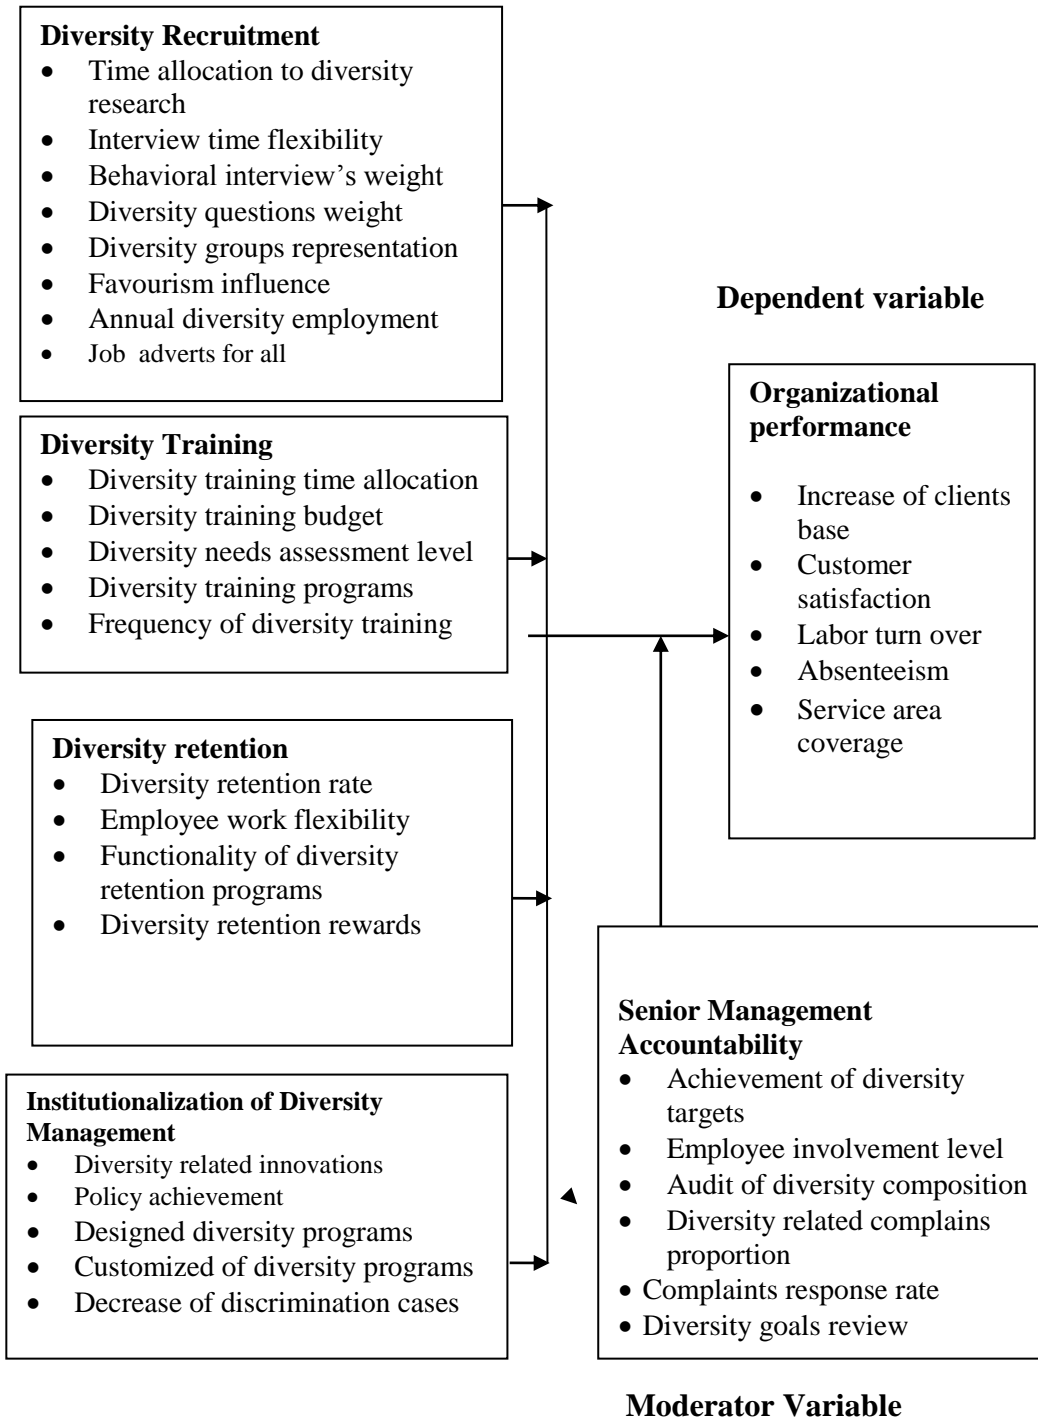 Diversity Recruitment
• Time allocation to diversity
research
• Interview time flexibility
• Behavioral interview’s weight
• Diversity questions weight
• Diversity groups representation
• Favourism influence
• Annual diversity employment
• Job adverts for all
Diversity Training
• Diversity training time allocation
• Diversity training budget
• Diversity needs assessment level
• Diversity training programs
• Frequency of diversity training
Diversity retention
• Diversity retention rate
• Employee work flexibility
• Functionality of diversity
retention programs
• Diversity retention rewards
Institutionalization of Diversity
Management
• Diversity related innovations
• Policy achievement
• Designed diversity programs
• Customized of diversity programs
• Decrease of discrimination cases
Dependent variable
Organizational
performance
• Increase of clients
base
• Customer
satisfaction
• Labor turn over
• Absenteeism
• Service area
coverage
Senior Management
Accountability
• Achievement of diversity
targets
• Employee involvement level
• Audit of diversity composition
• Diversity related complains
proportion
• Complaints response rate
• Diversity goals review
Moderator Variable